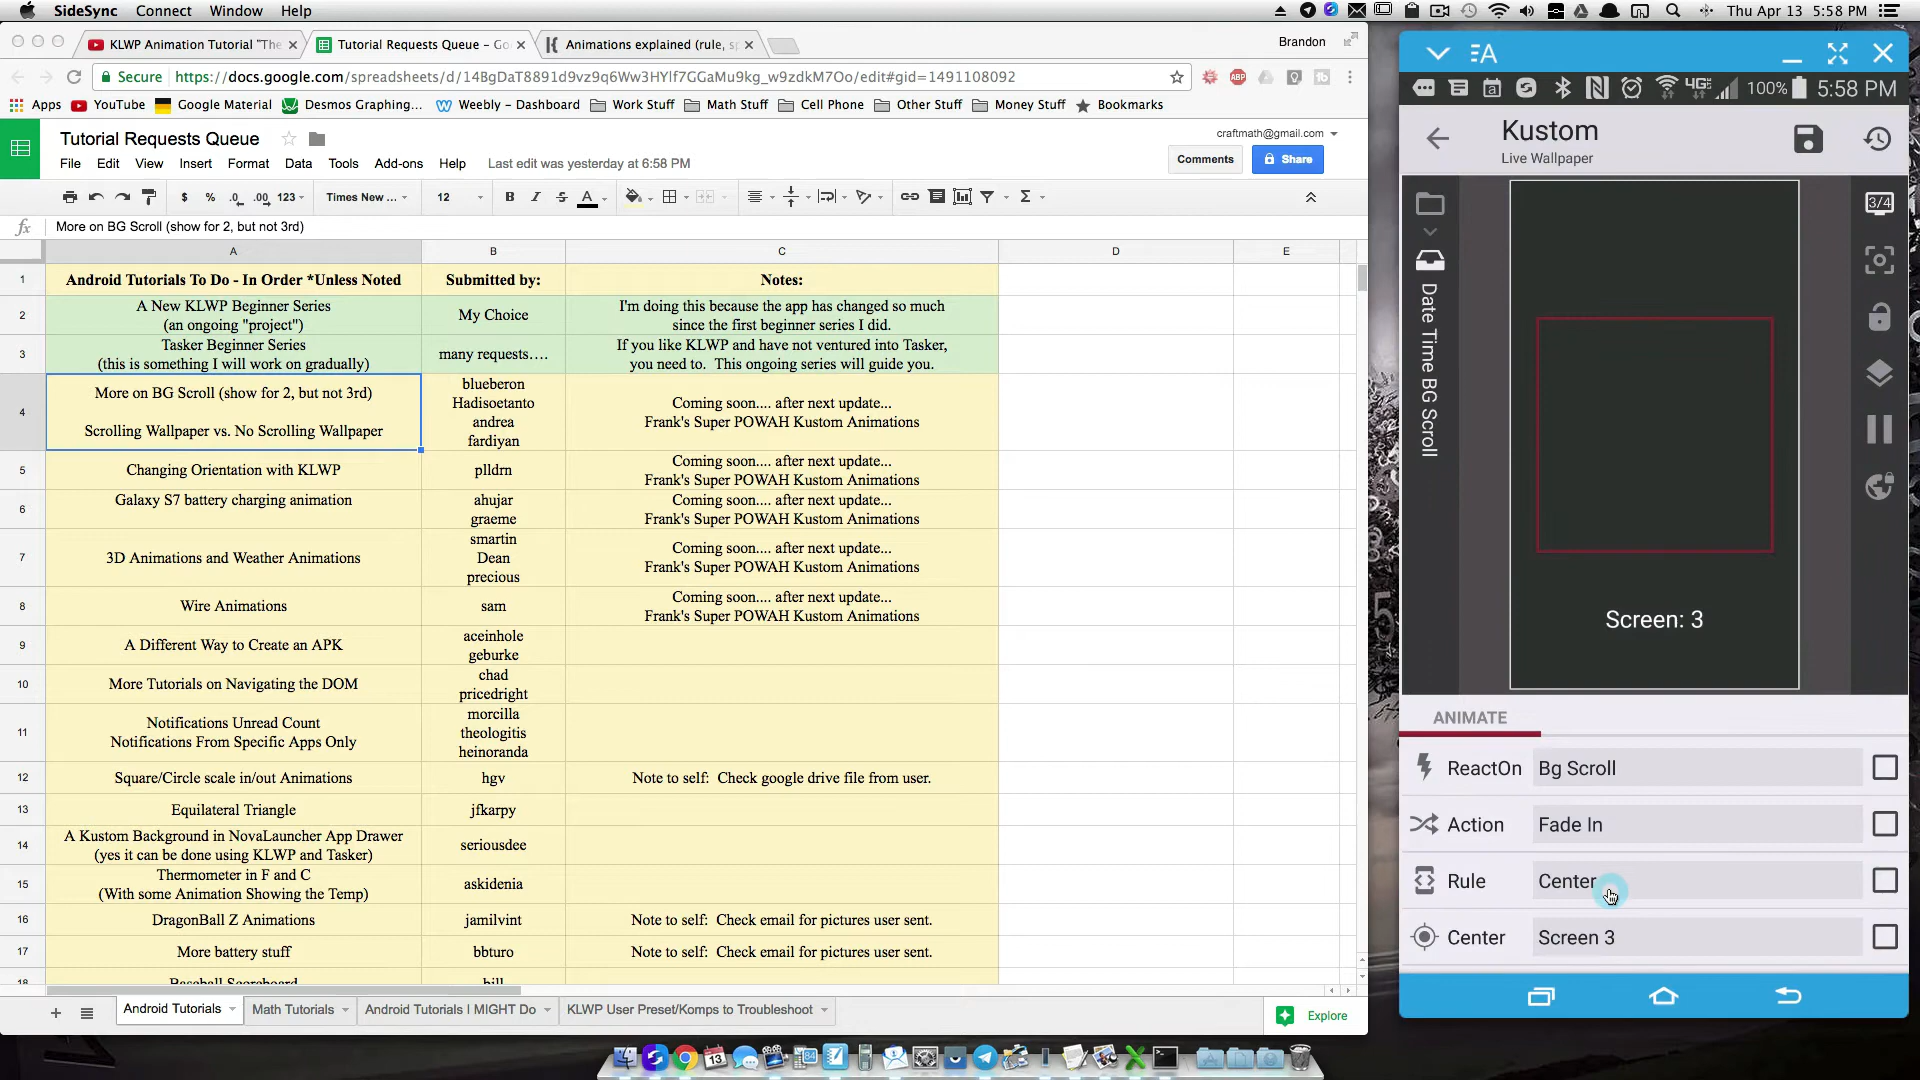 SideSync Connect Window Help
Thu Apr 13 5:58 PM
KLWP Animation Tutorial "The
Tutorial Requests Queue – Go
Animations explained (rule, sp
Brandon
Secure https://docs.google.com/spreadsheets/d/14BgDaT8891d9vz9q6Ww3HYlf7GGaMu9kg_w9zdkM7Oo/edit#gid=1491108092
Apps YouTube Google Material Desmos Graphing... Weebly - Dashboard Work Stuff Math Stuff Cell Phone Other Stuff Money Stuff Bookmarks
Tutorial Requests Queue
craftmath@gmail.com
File Edit View Insert Format Data Tools Add-ons Help Last edit was yesterday at 6:58 PM
Comments Share
$ % .0 .00 123 Times New ... 12 B I S A
fx More on BG Scroll (show for 2, but not 3rd)
A B C D E
1 Android Tutorials To Do - In Order *Unless Noted Submitted by: Notes:
2 A New KLWP Beginner Series
(an ongoing "project")
My Choice
I'm doing this because the app has changed so much
since the first beginner series I did.
3 Tasker Beginner Series
(this is something I will work on gradually)
many requests....
If you like KLWP and have not ventured into Tasker,
you need to. This ongoing series will guide you.
4 More on BG Scroll (show for 2, but not 3rd)
Scrolling Wallpaper vs. No Scrolling Wallpaper
blueberon
Hadisoetanto
andrea
fardiyan
Coming soon.... after next update...
Frank's Super POWAH Kustom Animations
5 Changing Orientation with KLWP
plldrn
Coming soon.... after next update...
Frank's Super POWAH Kustom Animations
6 Galaxy S7 battery charging animation
ahujar
graeme
Coming soon.... after next update...
Frank's Super POWAH Kustom Animations
7 3D Animations and Weather Animations
smartin
Dean
precious
Coming soon.... after next update...
Frank's Super POWAH Kustom Animations
8 Wire Animations
sam
Coming soon.... after next update...
Frank's Super POWAH Kustom Animations
9 A Different Way to Create an APK
aceinhole
geburke
10 More Tutorials on Navigating the DOM
chad
pricedright
11 Notifications Unread Count
Notifications From Specific Apps Only
morcilla
theologitis
heinoranda
12 Square/Circle scale in/out Animations
hgv
Note to self: Check google drive file from user.
13 Equilateral Triangle
jfkarpy
14 A Kustom Background in NovaLauncher App Drawer
(yes it can be done using KLWP and Tasker)
seriousdee
15 Thermometer in F and C
(With some Animation Showing the Temp)
askidenia
16 DragonBall Z Animations
jamilvint
Note to self: Check email for pictures user sent.
17 More battery stuff
bbturo
Note to self: Check email for pictures user sent.
18 Baseball Scoreboard
bill
Android Tutorials Math Tutorials Android Tutorials I MIGHT Do KLWP User Preset/Komps to Troubleshoot
Explore
4G 100% 5:58 PM
Kustom
Live Wallpaper
3/4
Date Time BG Scroll
Screen: 3
ANIMATE
ReactOn Bg Scroll
Action Fade In
Rule Center
Center Screen 3